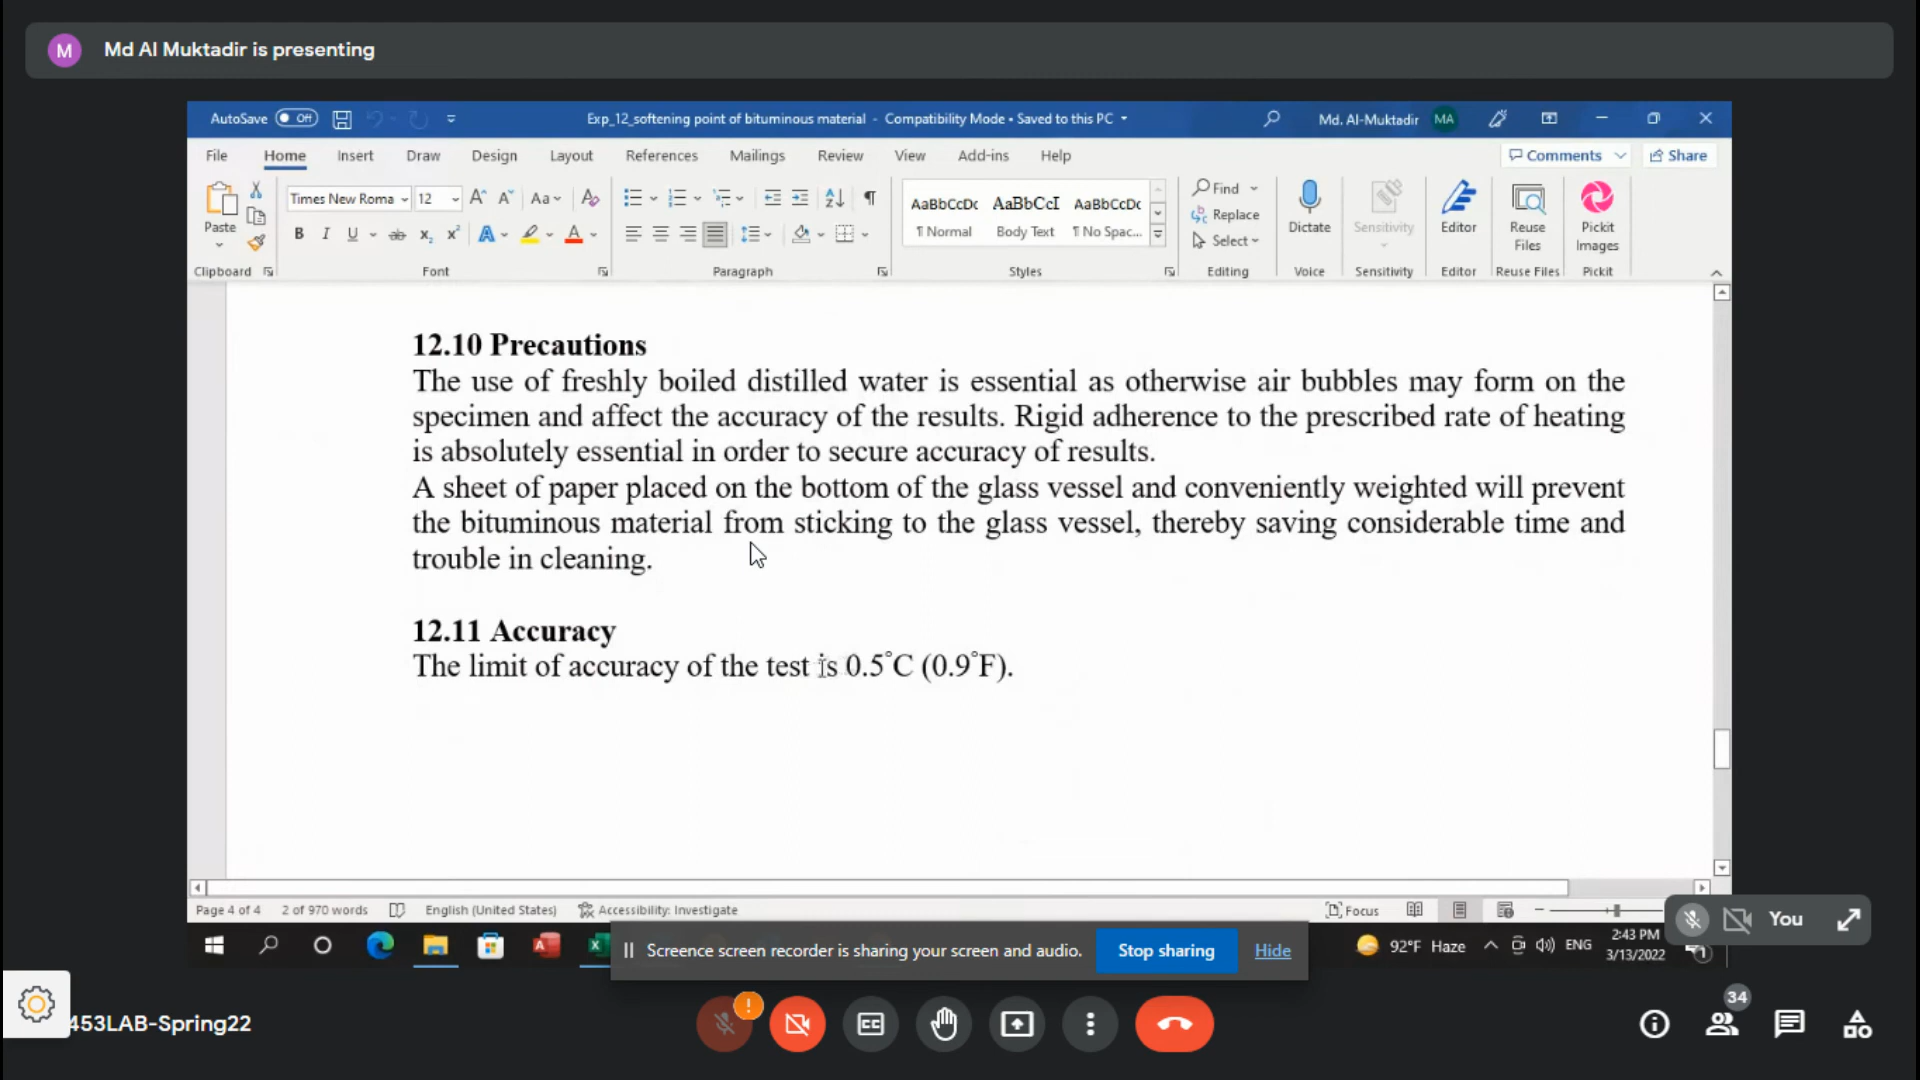 M
Md Al Muktadir is presenting
AutoSave Off
Exp_12_softening point of bituminous material - Compatibility Mode • Saved to this PC
Md. Al-Muktadir MA
File Home Insert Draw Design Layout References Mailings Review View Add-ins Help
Comments Share
Paste
Times New Roma 12 Aa
B I U ab x₂ x² A A
AaBbCcDc AaBbCcI AaBbCcDc
¶ Normal Body Text ¶ No Spac...
Find
Replace
Select
Dictate Sensitivity Editor Reuse Files Pickit Images
Clipboard Font Paragraph Styles Editing Voice Sensitivity Editor Reuse Files Pickit
12.10 Precautions
The use of freshly boiled distilled water is essential as otherwise air bubbles may form on the
specimen and affect the accuracy of the results. Rigid adherence to the prescribed rate of heating
is absolutely essential in order to secure accuracy of results.
A sheet of paper placed on the bottom of the glass vessel and conveniently weighted will prevent
the bituminous material from sticking to the glass vessel, thereby saving considerable time and
trouble in cleaning.
12.11 Accuracy
The limit of accuracy of the test is 0.5°C (0.9°F).
Page 4 of 4 2 of 970 words English (United States) Accessibility: Investigate
Focus
You
Screence screen recorder is sharing your screen and audio. Stop sharing Hide
92°F Haze ENG
2:43 PM
3/13/2022
1
453LAB-Spring22
!
CC
34